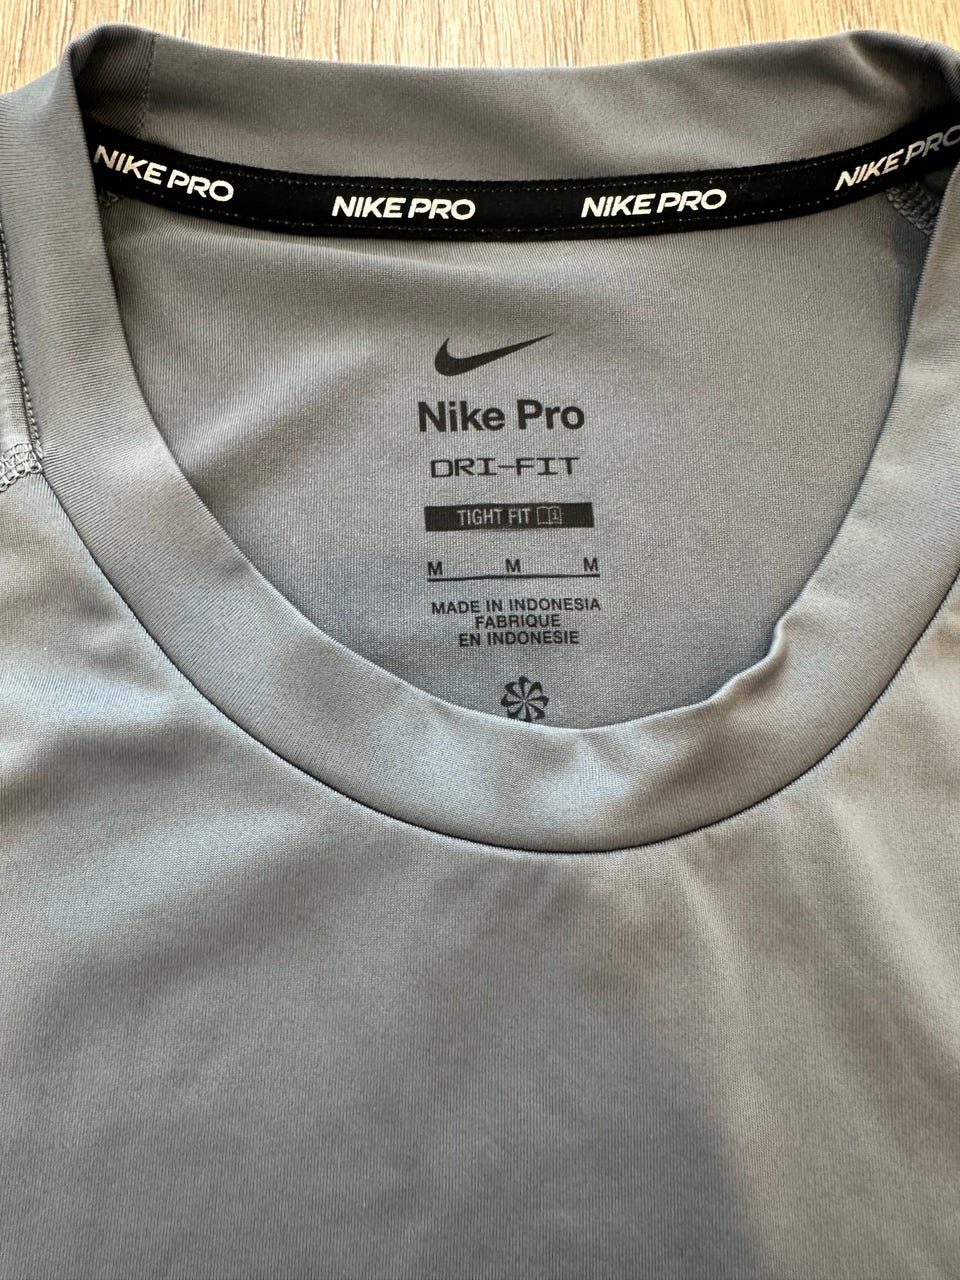 NIKE PRO NIKE PRO NIKE PRO NIKE PRO
Nike Pro
DRI-FIT
TIGHT FIT
M M M
MADE IN INDONESIA
FABRIQUE
EN INDONESIE